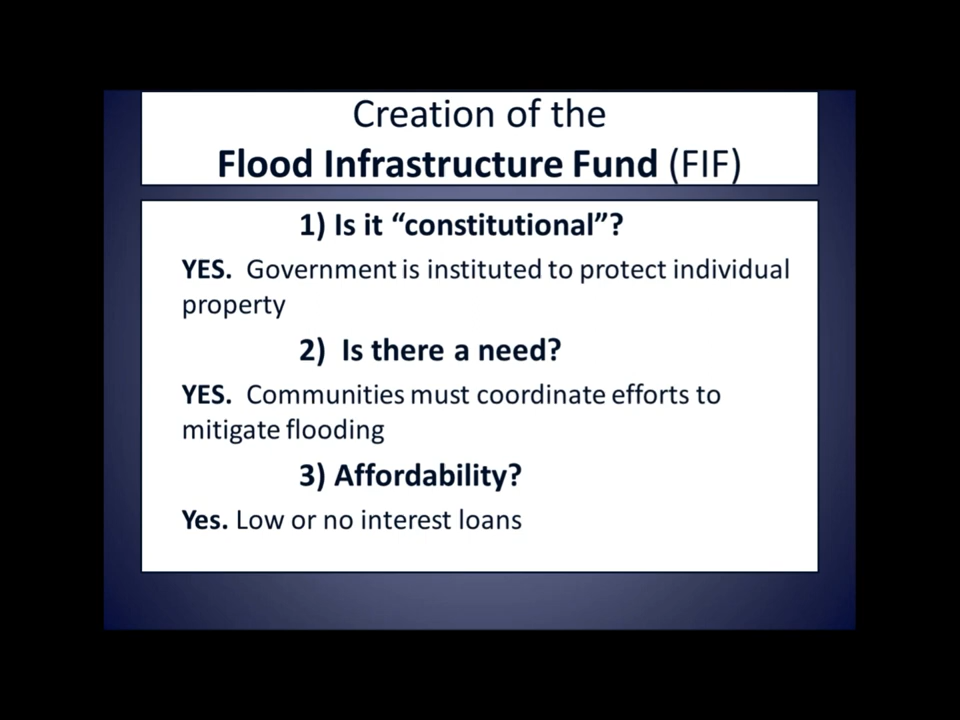 Creation of the
Flood Infrastructure Fund (FIF)
1) Is it “constitutional”?
YES. Government is instituted to protect individual
property
2) Is there a need?
YES. Communities must coordinate efforts to
mitigate flooding
3) Affordability?
Yes. Low or no interest loans